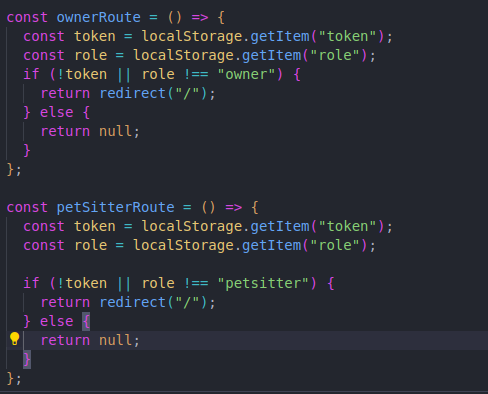 const ownerRoute = () => {
  const token = localStorage.getItem("token");
  const role = localStorage.getItem("role");
  if (!token || role !== "owner") {
    return redirect("/");
  } else {
    return null;
  }
};

const petSitterRoute = () => {
  const token = localStorage.getItem("token");
  const role = localStorage.getItem("role");

  if (!token || role !== "petsitter") {
    return redirect("/");
  } else {
    return null;
  }
};